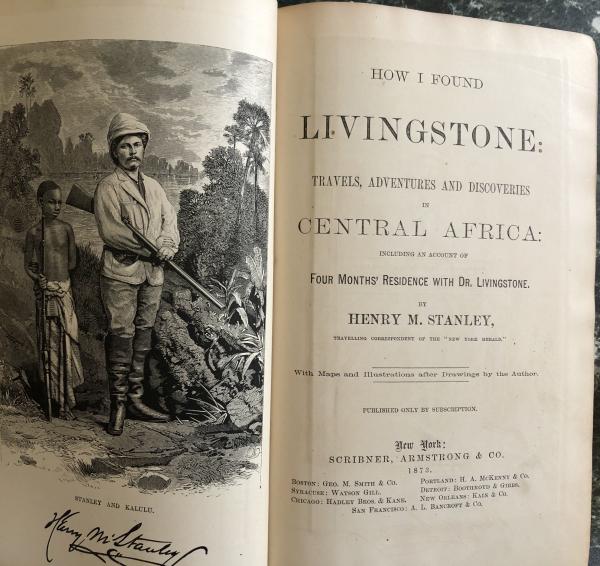 STANLEY AND KALULU.
Henry M. Stanley
HOW I FOUND
LIVINGSTONE:
TRAVELS, ADVENTURES AND DISCOVERIES
IN
CENTRAL AFRICA:
INCLUDING AN ACCOUNT OF
FOUR MONTHS' RESIDENCE WITH DR. LIVINGSTONE.
BY
HENRY M. STANLEY,
TRAVELLING CORRESPONDENT OF THE "NEW YORK HERALD."
With Maps and Illustrations after Drawings by the Author.
PUBLISHED ONLY BY SUBSCRIPTION.
New York:
SCRIBNER, ARMSTRONG & CO.
1873.
BOSTON: GEO. M. SMITH & CO. PORTLAND: H. A. MCKENNY & CO.
SYRACUSE: WATSON GILL. DETROIT: BOOTHROYD & GIBBS.
CHICAGO: HADLEY BROS. & KANE. NEW ORLEANS: KAIN & CO.
SAN FRANCISCO: A. L. BANCROFT & CO.